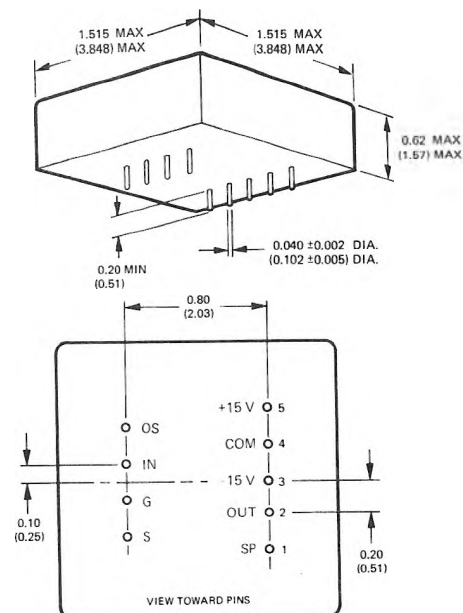 1.515 MAX
(3.848) MAX
1.515 MAX
(3.848) MAX
0.62 MAX
(1.57) MAX
0.20 MIN
(0.51)
0.040 ±0.002 DIA.
(0.102 ±0.005) DIA.
0.80
(2.03)
+15 V 5
OS
COM 4
IN
-15 V 3
G
OUT 2
0.10
(0.25)
S
SP 1
0.20
(0.51)
VIEW TOWARD PINS